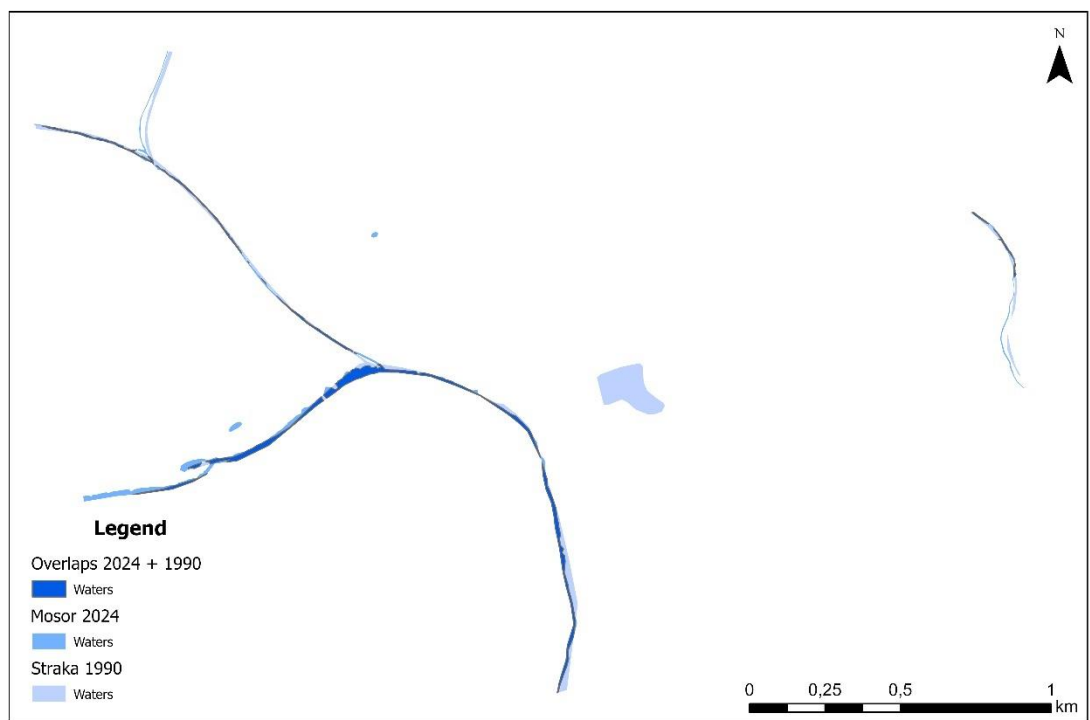 N
Legend
Overlaps 2024 + 1990
Waters
Mosor 2024
Waters
Straka 1990
Waters
0 0,25 0,5 1
km